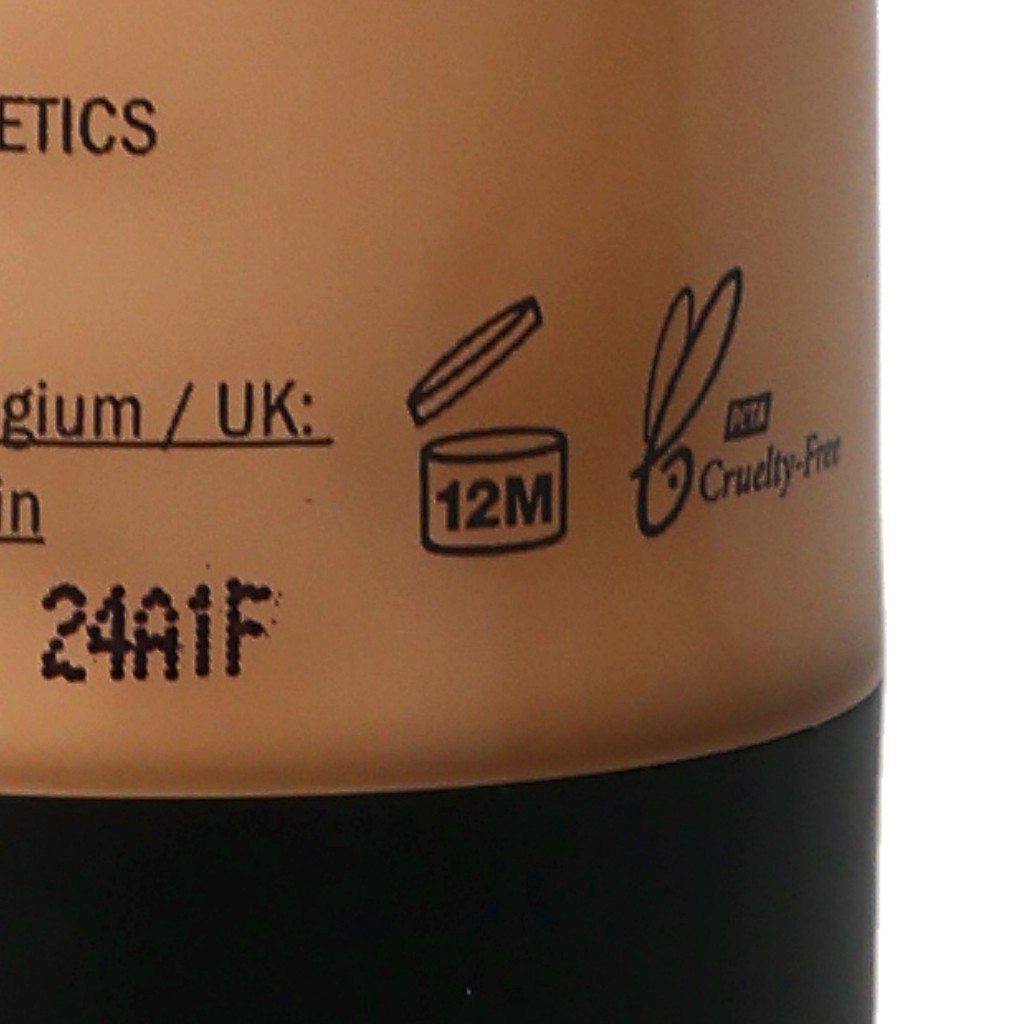 ETICS
gium / UK:
in
12M
PETA
Cruelty-Free
24A1F